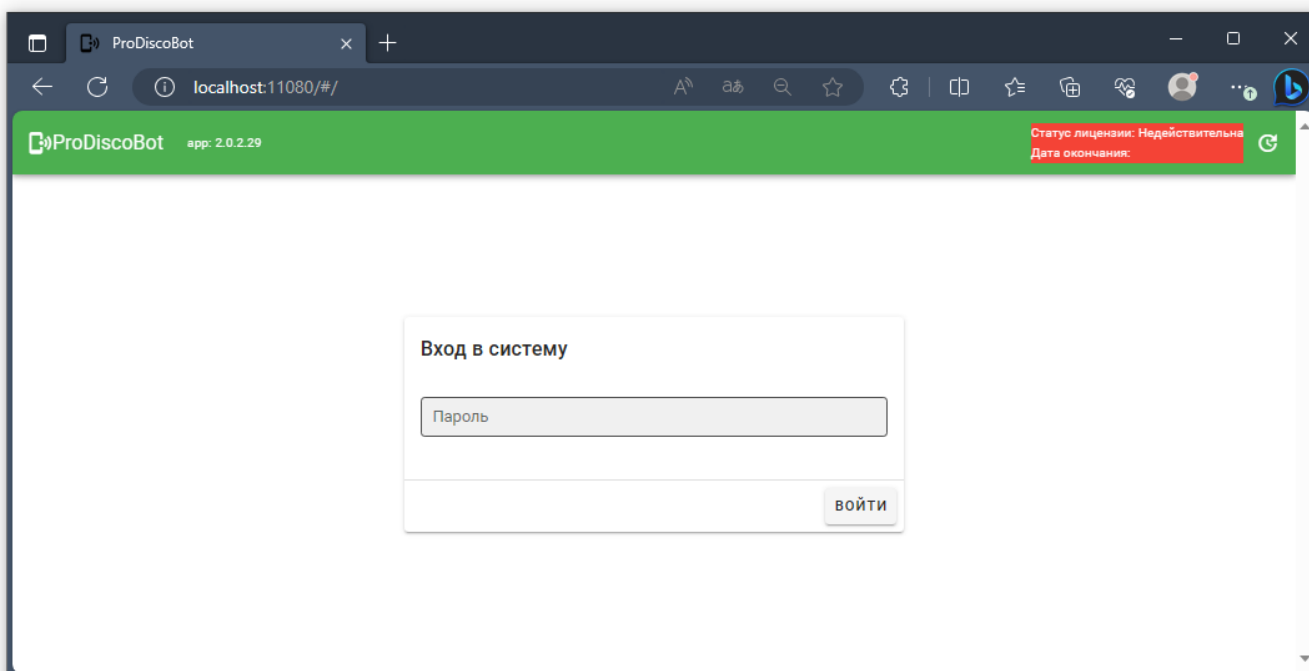 ProDiscoBot
localhost:11080/#/
ProDiscoBot app: 2.0.2.29
Статус лицензии: Недействительна
Дата окончания:
Вход в систему
Пароль
ВОЙТИ